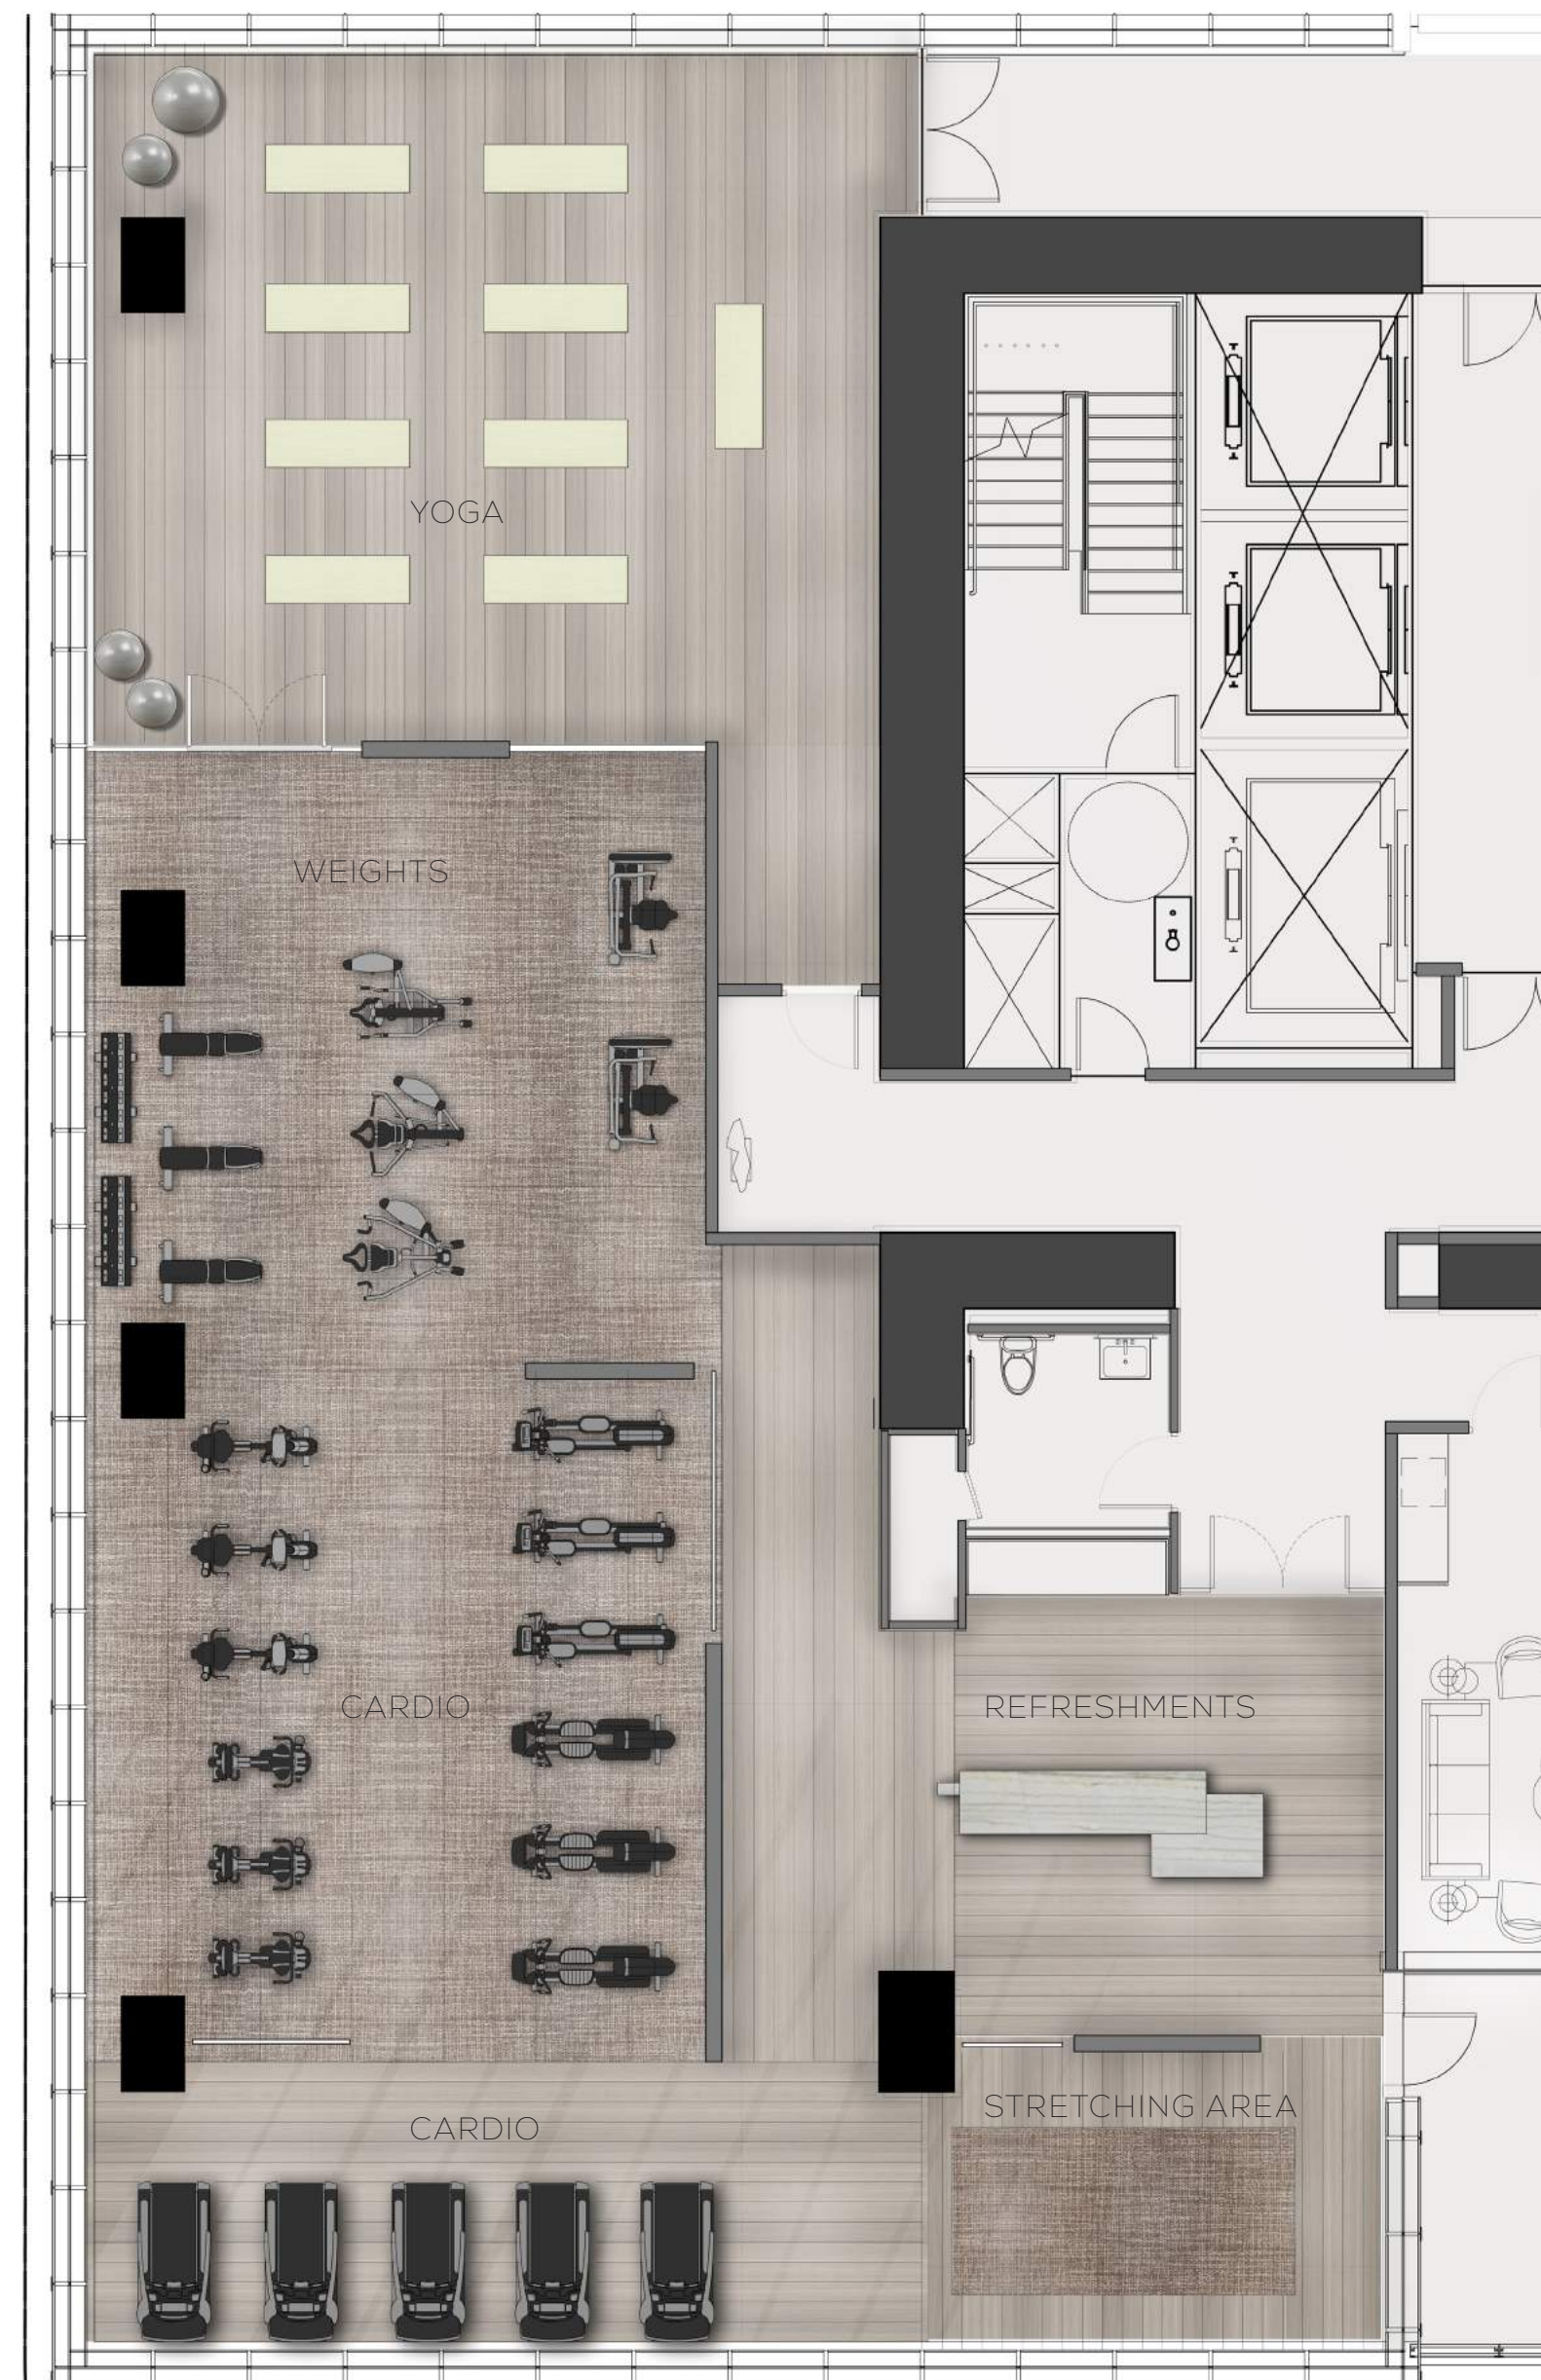 YOGA
WEIGHTS
CARDIO
REFRESHMENTS
STRETCHING AREA
CARDIO